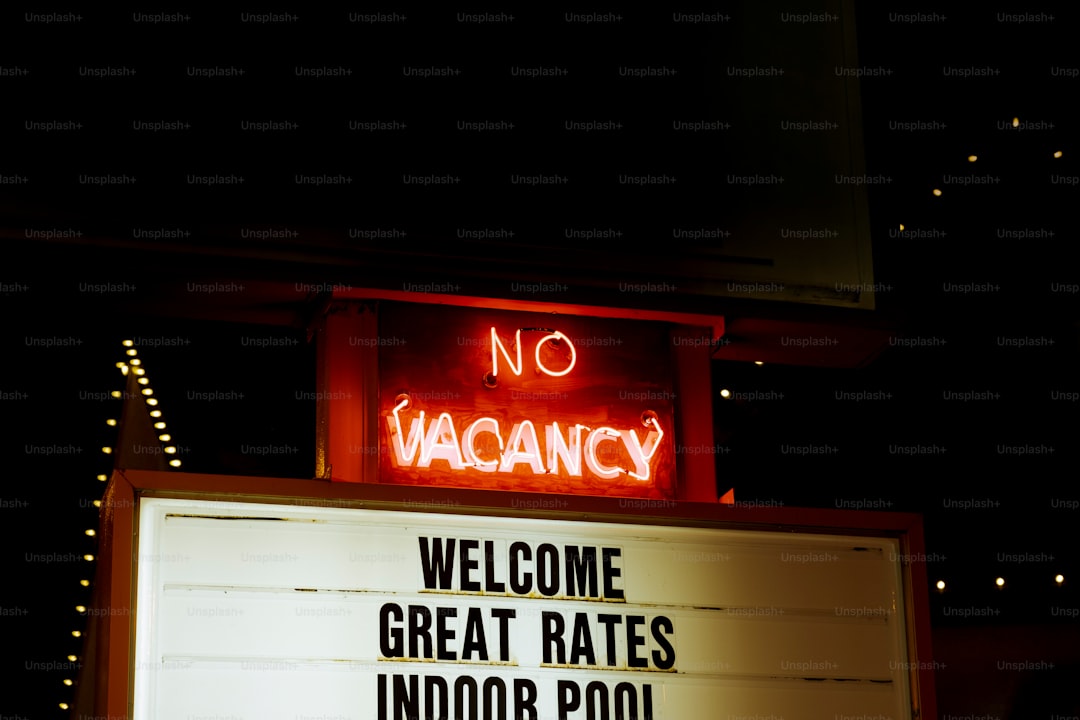 NO
VACANCY
WELCOME
GREAT RATES
INDOOR POOL